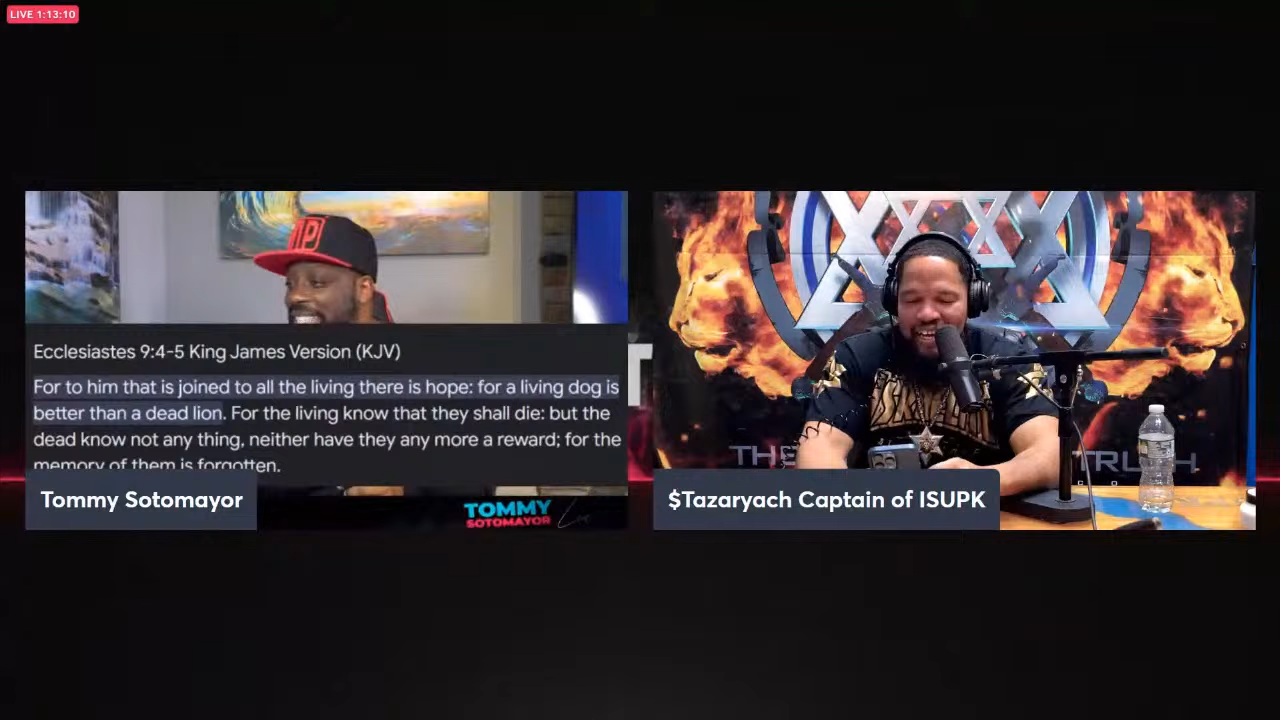 LIVE 1:13:10
Ecclesiastes 9:4-5 King James Version (KJV)
For to him that is joined to all the living there is hope: for a living dog is
better than a dead lion. For the living know that they shall die: but the
dead know not any thing, neither have they any more a reward; for the
memory of them is forgotten.
Tommy Sotomayor
TOMMY
SOTOMAYOR
Live
$Tazaryach Captain of ISUPK
TRUTH